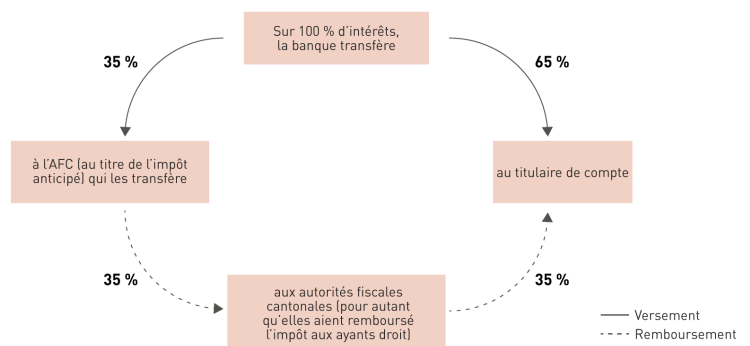 Sur 100 % d’intérêts,
la banque transfère
35 %
65 %
à l’AFC (au titre de l’impôt
anticipé) qui les transfère
au titulaire de compte
35 %
35 %
aux autorités fiscales
cantonales (pour autant
qu’elles aient remboursé
l’impôt aux ayants droit)
Versement
Remboursement